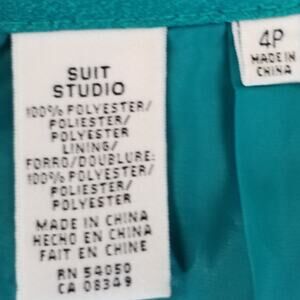 SUIT
STUDIO
100% POLYESTER/
POLIESTER/
POLYESTER
LINING/
FORRO/DOUBLURE:
100% POLYESTER/
POLIESTER/
POLYESTER
MADE IN CHINA
HECHO EN CHINA
FAIT EN CHINE
RN 54050
CA 08349
4P
MADE IN
CHINA